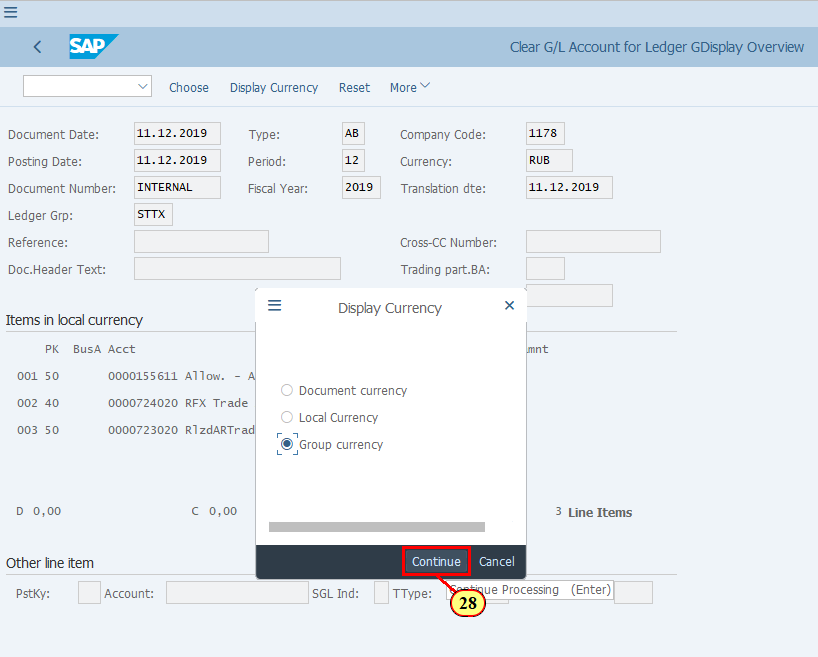 SAP
Clear G/L Account for Ledger GDisplay Overview
Choose Display Currency Reset More
Document Date: 11.12.2019 Type: AB Company Code: 1178
Posting Date: 11.12.2019 Period: 12 Currency: RUB
Document Number: INTERNAL Fiscal Year: 2019 Translation dte: 11.12.2019
Ledger Grp: STTX
Reference: Cross-CC Number:
Doc.Header Text: Trading part.BA:
Items in local currency
PK BusA Acct mnt
001 50 0000155611 Allow. - A
002 40 0000724020 RFX Trade
003 50 0000723020 RlzdARTrad
D 0,00 C 0,00 3 Line Items
Other line item
PstKy: Account: SGL Ind: TType:
Display Currency
Document currency
Local Currency
Group currency
Continue Cancel
Continue Processing (Enter)
28